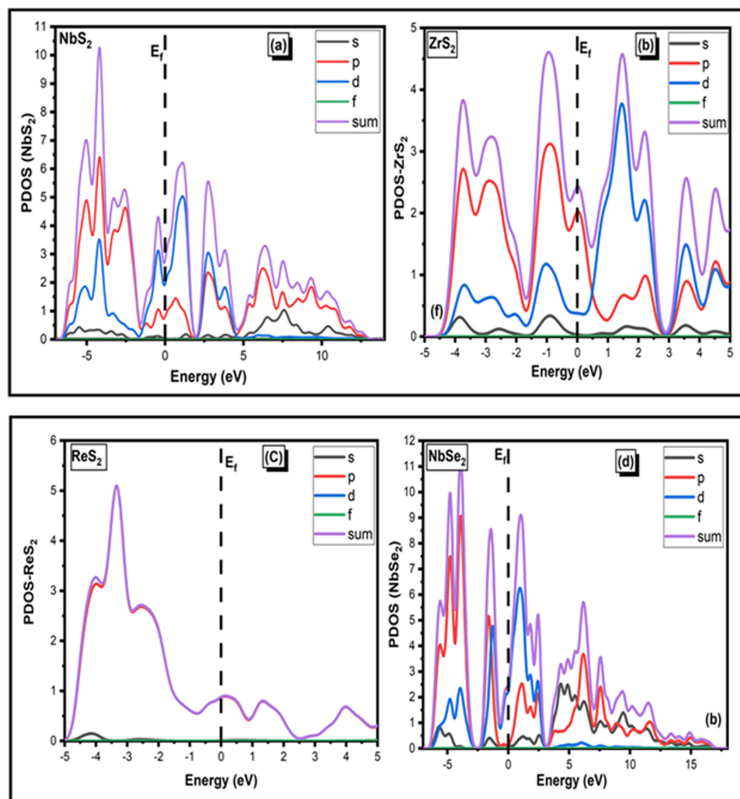 NbS2
Ef
(a)
s
p
d
f
sum
PDOS (NbS2)
11
10
9
8
7
6
5
4
3
2
1
0
-5 0 5 10
Energy (eV)
ZrS2
Ef
(b)
s
p
d
f
sum
PDOS-ZrS2
5
4
3
2
1
0
(f)
-5 -4 -3 -2 -1 0 1 2 3 4 5
Energy (eV)
ReS2
Ef
(C)
s
p
d
f
sum
PDOS-ReS2
6
5
4
3
2
1
0
-5 -4 -3 -2 -1 0 1 2 3 4 5
Energy (eV)
NbSe2
Ef
(d)
s
p
d
f
sum
PDOS (NbSe2)
12
11
10
9
8
7
6
5
4
3
2
1
0
(b)
-5 0 5 10 15
Energy (eV)